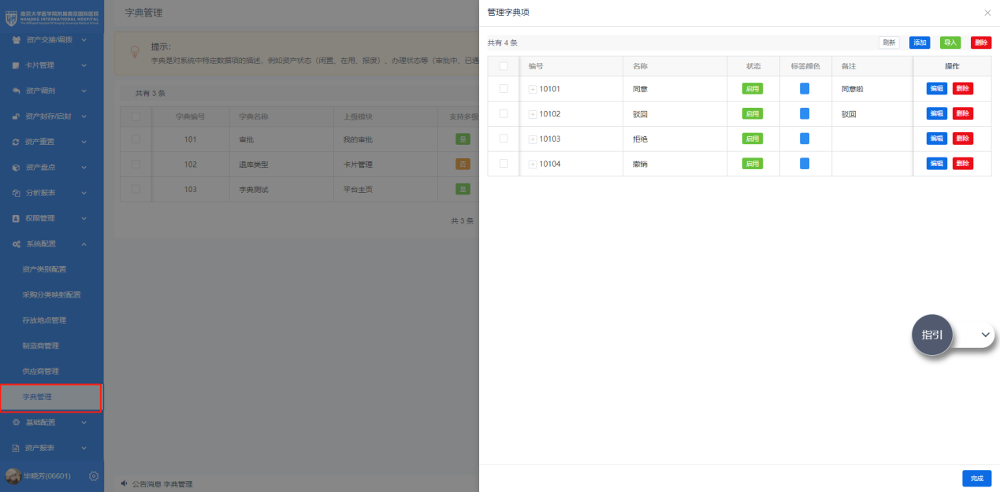 南京大学医学院附属南京国际医院
NANJING INTERNATIONAL HOSPITAL
资产交接/调拨
卡片管理
资产调剂
资产封存/启封
资产重置
资产盘点
分析报表
权限管理
系统配置
资产类别配置
采购分类映射配置
存放地点管理
制造商管理
供应商管理
字典管理
基础配置
资产报表
毕晓芳(06601)
字典管理
提示：
字典是对系统中特定数据项的描述。例如资产状态（闲置、在用、报废）、办理状态等（审批中、已通
共有 3 条
字典编号 字典名称 上级模块 支持多级
101 审批 我的审批 是
102 退库类型 卡片管理 否
103 字典测试 平台主页 是
共 3 条
公告消息 字典管理
管理字典项
共有 4 条 刷新 添加 导入 删除
编号 名称 状态 标签颜色 备注 操作
10101 同意 启用 同意啦 编辑 删除
10102 驳回 启用 驳回 编辑 删除
10103 拒绝 启用 编辑 删除
10104 撤销 启用 编辑 删除
指引
完成